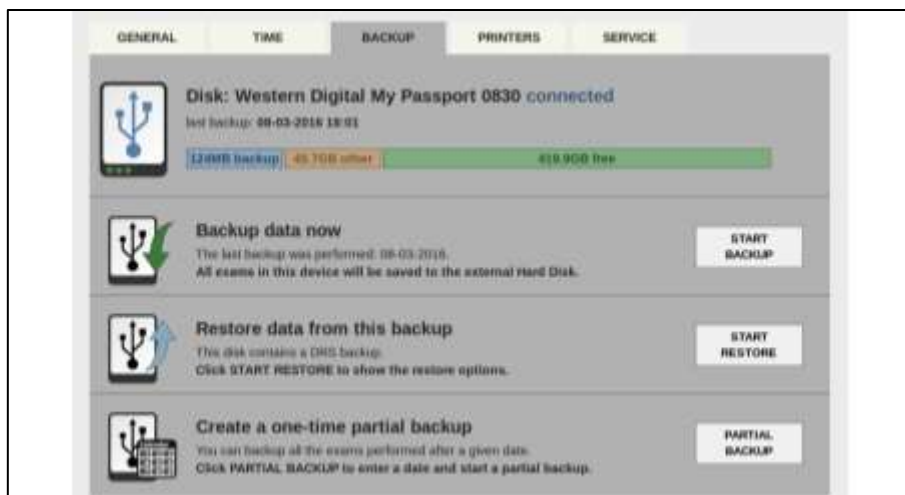 GENERAL TIME BACKUP PRINTERS SERVICE
Disk: Western Digital My Passport 0830 connected
last backup: 08-03-2016 18:01
124MB backup 45.7GB other 419.9GB free
Backup data now
The last backup was performed: 08-03-2016.
All exams in this device will be saved to the external Hard Disk.
START
BACKUP
Restore data from this backup
This disk contains a DRS backup.
Click START RESTORE to show the restore options.
START
RESTORE
Create a one-time partial backup
You can backup all the exams performed after a given date.
Click PARTIAL BACKUP to enter a date and start a partial backup.
PARTIAL
BACKUP